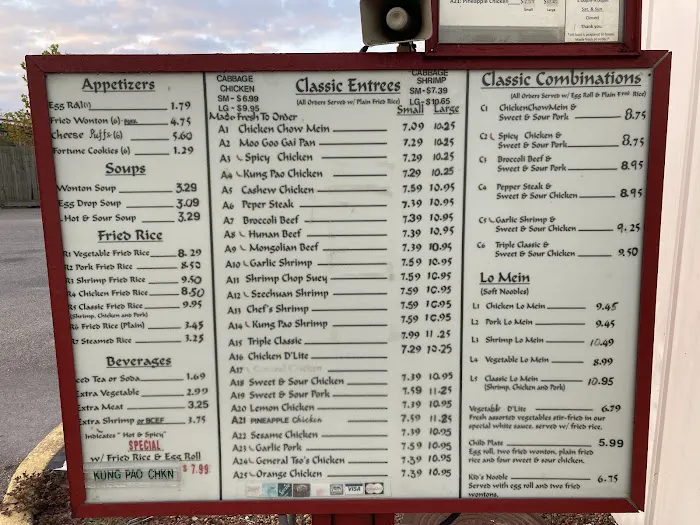 A21 Pineapple Chicken
Small Large
Sat. & Sun.
Closed
Thank You
Appetizers
Egg Roll(1) 1.79
Fried Wonton (6) PORK 4.75
Cheese Puffs (6) 5.60
Fortune Cookies (6) 1.29
Soups
Wonton Soup 3.29
Egg Drop Soup 3.09
Hot & Sour Soup 3.29
Fried Rice
R1 Vegetable Fried Rice 8.29
R2 Pork Fried Rice 8.50
R3 Shrimp Fried Rice 9.50
R4 Chicken Fried Rice 8.50
R5 Classic Fried Rice 9.95
(Shrimp, Chicken and Pork)
R6 Fried Rice (Plain) 3.45
R7 Steamed Rice 3.25
Beverages
Iced Tea or Soda 1.69
Extra Vegetable 2.99
Extra Meat 3.25
Extra Shrimp or BEEF 3.75
Indicates "Hot & Spicy"
SPECIAL
w/ Fried Rice & Egg Roll
KUNG PAO CHKN $7.99
CABBAGE
CHICKEN
SM - $6.99
LG - $9.95
Classic Entrees
(All Orders Served w/ Plain Fried Rice)
CABBAGE
SHRIMP
SM-$7.39
LG-$10.65
Made Fresh To Order
Small Large
A1 Chicken Chow Mein 7.09 10.25
A2 Moo Goo Gai Pan 7.29 10.25
A3 Spicy Chicken 7.29 10.25
A4 Kung Pao Chicken 7.29 10.25
A5 Cashew Chicken 7.59 10.95
A6 Peper Steak 7.39 10.95
A7 Broccoli Beef 7.39 10.95
A8 Hunan Beef 7.39 10.95
A9 Mongolian Beef 7.39 10.95
A10 Garlic Shrimp 7.59 10.95
A11 Shrimp Chop Suey 7.59 10.95
A12 Szechuan Shrimp 7.59 10.95
A13 Chef's Shrimp 7.59 10.95
A14 Kung Pao Shrimp 7.59 10.95
A15 Triple Classic 7.99 11.25
A16 Chicken D'Lite 7.29 10.25
A17
A18 Sweet & Sour Chicken 7.39 10.95
A19 Sweet & Sour Pork 7.59 11.25
A20 Lemon Chicken 7.39 10.95
A21 PINEAPPLE Chicken 7.59 11.25
A22 Sesame Chicken 7.39 10.95
A23 Garlic Pork 7.59 10.95
A24 General Tso's Chicken 7.39 10.95
A25 Orange Chicken 7.39 10.95
VISA
Classic Combinations
(All Orders Served w/ Egg Roll & Plain Fried Rice)
C1 Chicken Chow Mein &
Sweet & Sour Pork 8.75
C2 Spicy Chicken &
Sweet & Sour Pork 8.75
C3 Broccoli Beef &
Sweet & Sour Pork 8.95
C4 Pepper Steak &
Sweet & Sour Chicken 8.95
C5 Garlic Shrimp &
Sweet & Sour Chicken 9.25
C6 Triple Classic &
Sweet & Sour Chicken 9.50
Lo Mein
(Soft Noodles)
L1 Chicken Lo Mein 9.45
L2 Pork Lo Mein 9.45
L3 Shrimp Lo Mein 10.49
L4 Vegetable Lo Mein 8.99
L5 Classic Lo Mein 10.95
(Shrimp, Chicken and Pork)
Vegetable D'Lite 6.79
Fresh assorted vegetables stir-fried in our
special white sauce, served w/ fried rice.
Child Plate 5.99
Egg roll, two fried wonton, plain fried
rice and four sweet & sour chicken.
Kid's Noodle 6.75
Served with egg roll and two fried
wontons.